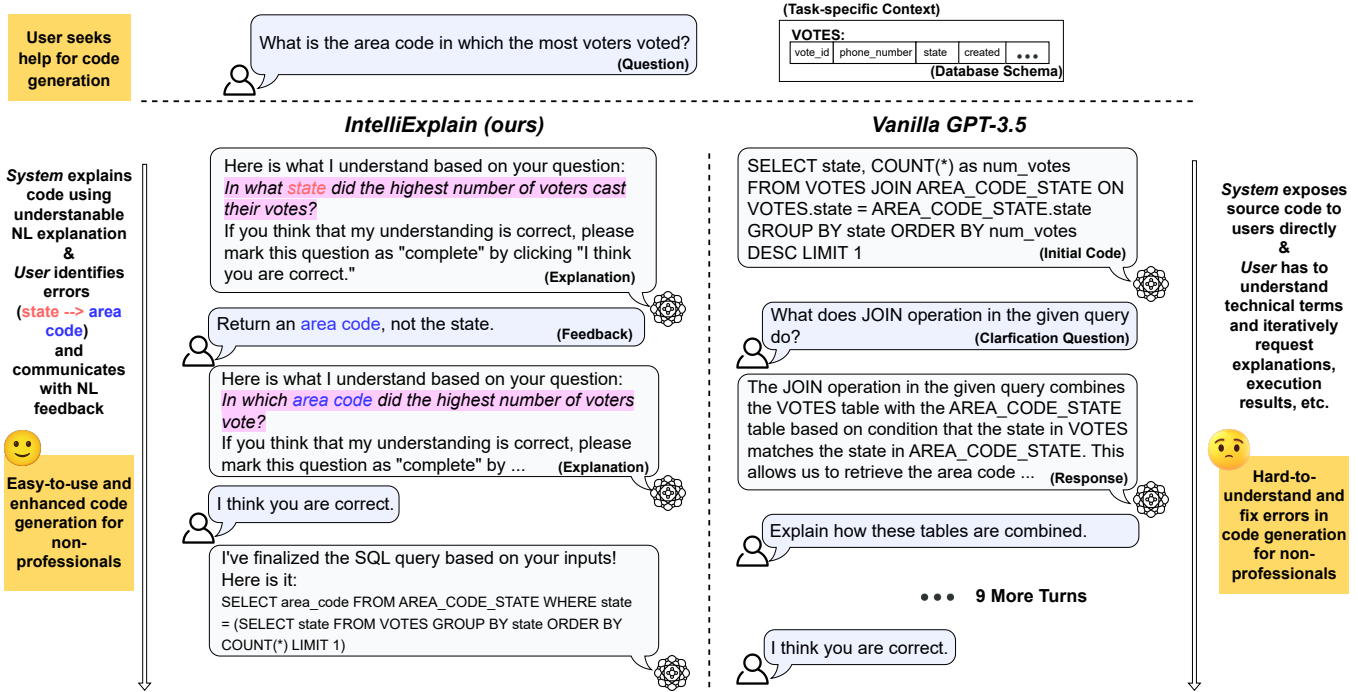 User seeks
help for code
generation
What is the area code in which the most voters voted?
(Question)
(Task-specific Context)
VOTES:
vote_id phone_number state created •••
(Database Schema)
IntelliExplain (ours)
Vanilla GPT-3.5
System explains
code using
understanable
NL explanation
&
User identifies
errors
(state --> area
code)
and
communicates
with NL
feedback
Easy-to-use and
enhanced code
generation for
non-
professionals
Here is what I understand based on your question:
In what state did the highest number of voters cast
their votes?
If you think that my understanding is correct, please
mark this question as "complete" by clicking "I think
you are correct."
(Explanation)
Return an area code, not the state.
(Feedback)
Here is what I understand based on your question:
In which area code did the highest number of voters
vote?
If you think that my understanding is correct, please
mark this question as "complete" by ... (Explanation)
I think you are correct.
I've finalized the SQL query based on your inputs!
Here is it:
SELECT area_code FROM AREA_CODE_STATE WHERE state
= (SELECT state FROM VOTES GROUP BY state ORDER BY
COUNT(*) LIMIT 1)
SELECT state, COUNT(*) as num_votes
FROM VOTES JOIN AREA_CODE_STATE ON
VOTES.state = AREA_CODE_STATE.state
GROUP BY state ORDER BY num_votes
DESC LIMIT 1 (Initial Code)
What does JOIN operation in the given query
do? (Clarfication Question)
The JOIN operation in the given query combines
the VOTES table with the AREA_CODE_STATE
table based on condition that the state in VOTES
matches the state in AREA_CODE_STATE. This
allows us to retrieve the area code ... (Response)
Explain how these tables are combined.
••• 9 More Turns
I think you are correct.
System exposes
source code to
users directly
&
User has to
understand
technical terms
and iteratively
request
explanations,
execution
results, etc.
Hard-to-
understand and
fix errors in
code generation
for non-
professionals